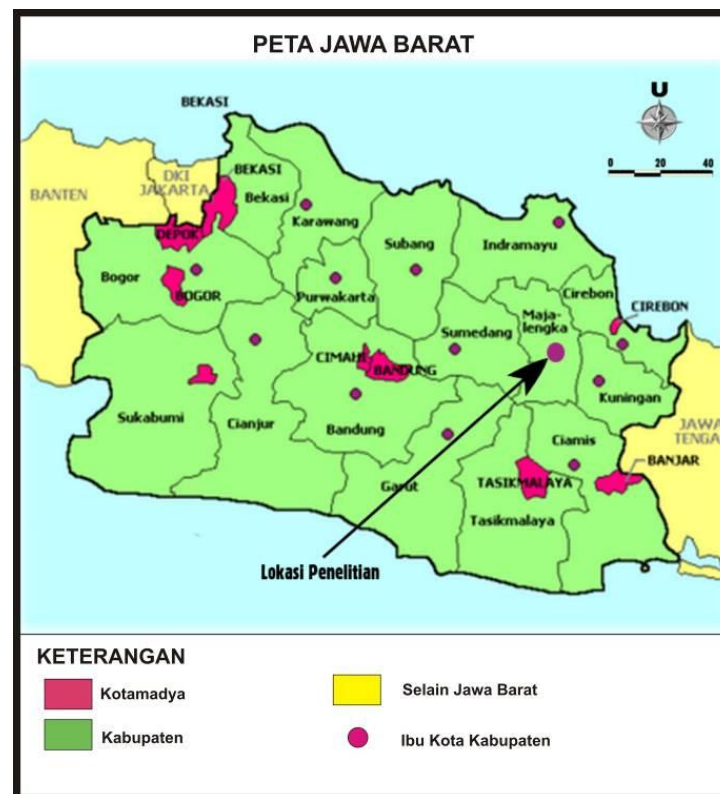 PETA JAWA BARAT
BEKASI
U
0 20 40
DKI
JAKARTA
BANTEN
BEKASI
Bekasi
Karawang
DEPOK
Subang
Indramayu
Bogor
BOGOR
Purwakarta
Cirebon
CIREBON
Maja-
lengka
Sumedang
CIMAHI
BANDUNG
Kuningan
Sukabumi
Cianjur
Bandung
Ciamis
JAWA
TENGA
BANJAR
Garut
TASIKMALAYA
Tasikmalaya
Lokasi Penelitian
KETERANGAN
Kotamadya
Selain Jawa Barat
Kabupaten
Ibu Kota Kabupaten